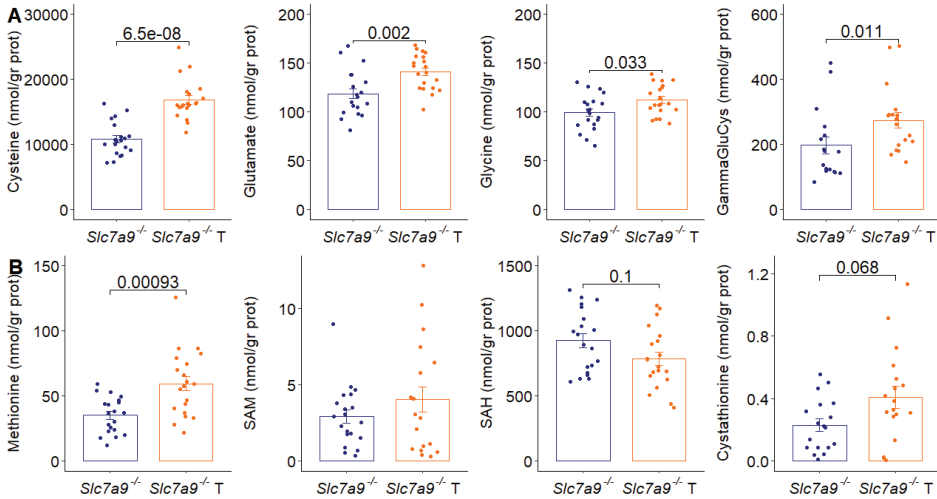 A
Cysteine (nmol/gr prot)
30000
20000
10000
0
6.5e-08
Slc7a9⁻/⁻ Slc7a9⁻/⁻ T
Glutamate (nmol/gr prot)
200
150
100
50
0
0.002
Slc7a9⁻/⁻ Slc7a9⁻/⁻ T
Glycine (nmol/gr prot)
200
150
100
50
0
0.033
Slc7a9⁻/⁻ Slc7a9⁻/⁻ T
GammaGluCys (nmol/gr prot)
600
400
200
0
0.011
Slc7a9⁻/⁻ Slc7a9⁻/⁻ T
B
Methionine (nmol/gr prot)
150
100
50
0
0.00093
Slc7a9⁻/⁻ Slc7a9⁻/⁻ T
SAM (nmol/gr prot)
10
5
0
Slc7a9⁻/⁻ Slc7a9⁻/⁻ T
SAH (nmol/gr prot)
1500
1000
500
0
0.1
Slc7a9⁻/⁻ Slc7a9⁻/⁻ T
Cystathionine (nmol/gr prot)
1.2
0.8
0.4
0.0
0.068
Slc7a9⁻/⁻ Slc7a9⁻/⁻ T